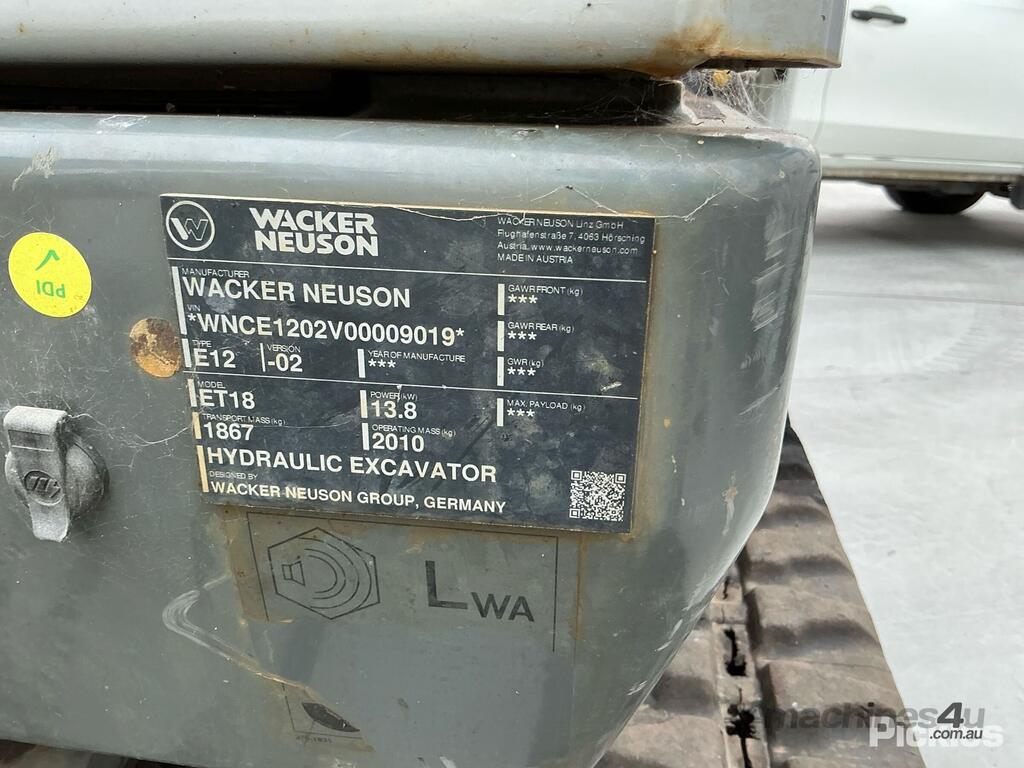 WACKER
NEUSON
WACKER NEUSON Linz GmbH
Flughafenstraße 7, 4063 Hörsching
Austria, www.wackerneuson.com
MADE IN AUSTRIA
PDI
MANUFACTURER
WACKER NEUSON
VIN
*WNCE1202V00009019*
TYPE
E12
VERSION
-02
YEAR OF MANUFACTURE
***
MODEL
ET18
POWER (kW)
13.8
TRANSPORT MASS (kg)
1867
OPERATING MASS (kg)
2010
GAWR FRONT (kg)
***
GAWR REAR (kg)
***
GWR (kg)
***
MAX. PAYLOAD (kg)
***
HYDRAULIC EXCAVATOR
DESIGNED BY
WACKER NEUSON GROUP, GERMANY
LWA
machines4u
.com.au
Pickles